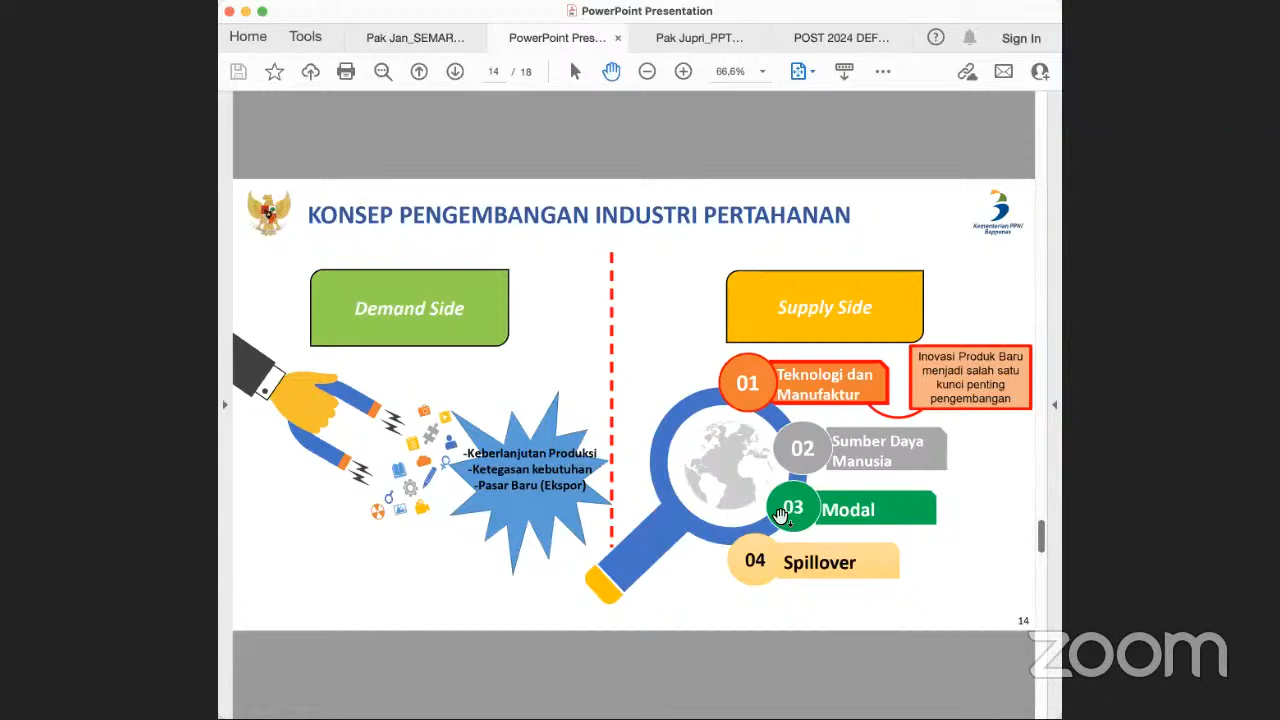 PowerPoint Presentation
Home
Tools
Pak Jan_SEMAR...
PowerPoint Pres...
×
Pak Jupri_PPT...
POST 2024 DEF...
?
Sign In
14 / 18
66,6%
KONSEP PENGEMBANGAN INDUSTRI PERTAHANAN
Kementerian PPN/
Bappenas
Demand Side
Supply Side
-Keberlanjutan Produksi
-Ketegasan kebutuhan
-Pasar Baru (Ekspor)
01
Teknologi dan
Manufaktur
Inovasi Produk Baru
menjadi salah satu
kunci penting
pengembangan
02
Sumber Daya
Manusia
03
Modal
04
Spillover
14
zoom